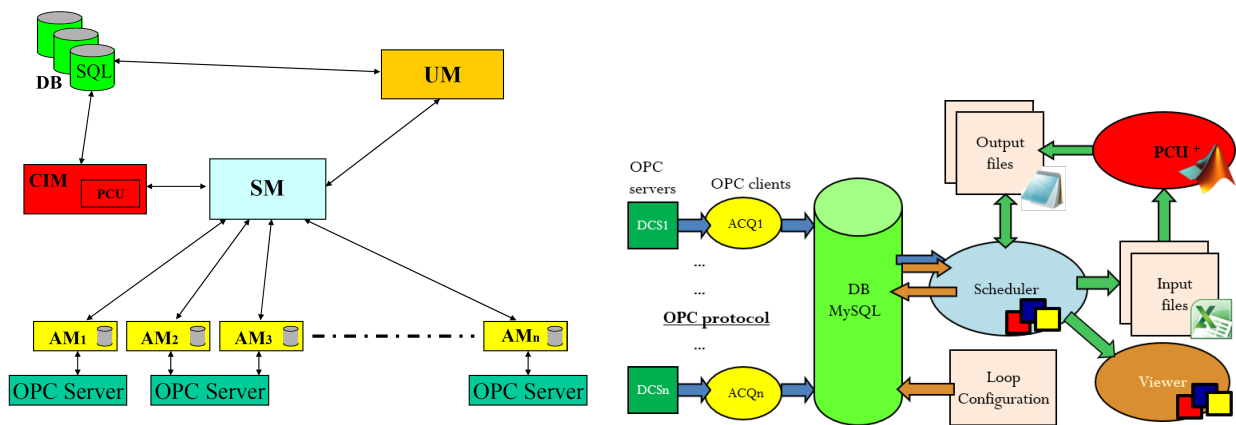 SQL
DB
UM
CIM
PCU
SM
AM1
AM2
AM3
AMn
OPC Server
OPC Server
OPC Server
Output
files
PCU +
OPC
servers
OPC clients
DCS1
ACQ1
...
...
OPC protocol
...
DCSn
ACQn
DB
MySQL
Scheduler
Input
files
Loop
Configuration
Viewer